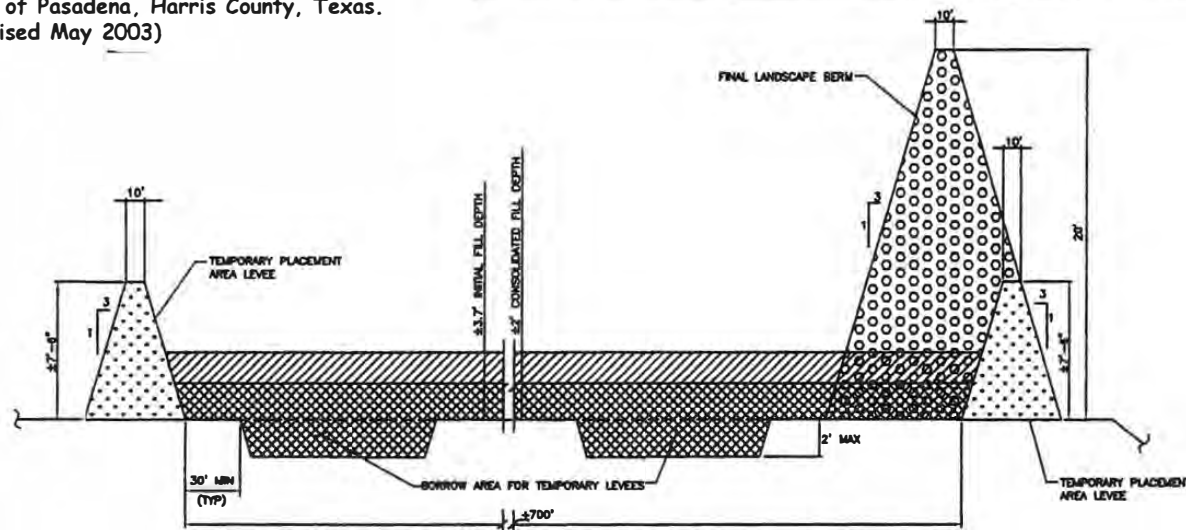 of Pasadena, Harris County, Texas.
ised May 2003)
10'
FINAL LANDSCAPE BERM
10'
10'
3
1
20'
±3.7' INITIAL FILL DEPTH
±2' CONSOLIDATED FILL DEPTH
TEMPORARY PLACEMENT
AREA LEVEE
3
1
±7'-6"
3
1
±7'-6"
2' MAX
30' MIN
(TYP)
BORROW AREA FOR TEMPORARY LEVEES
TEMPORARY PLACEMENT
AREA LEVEE
±700'